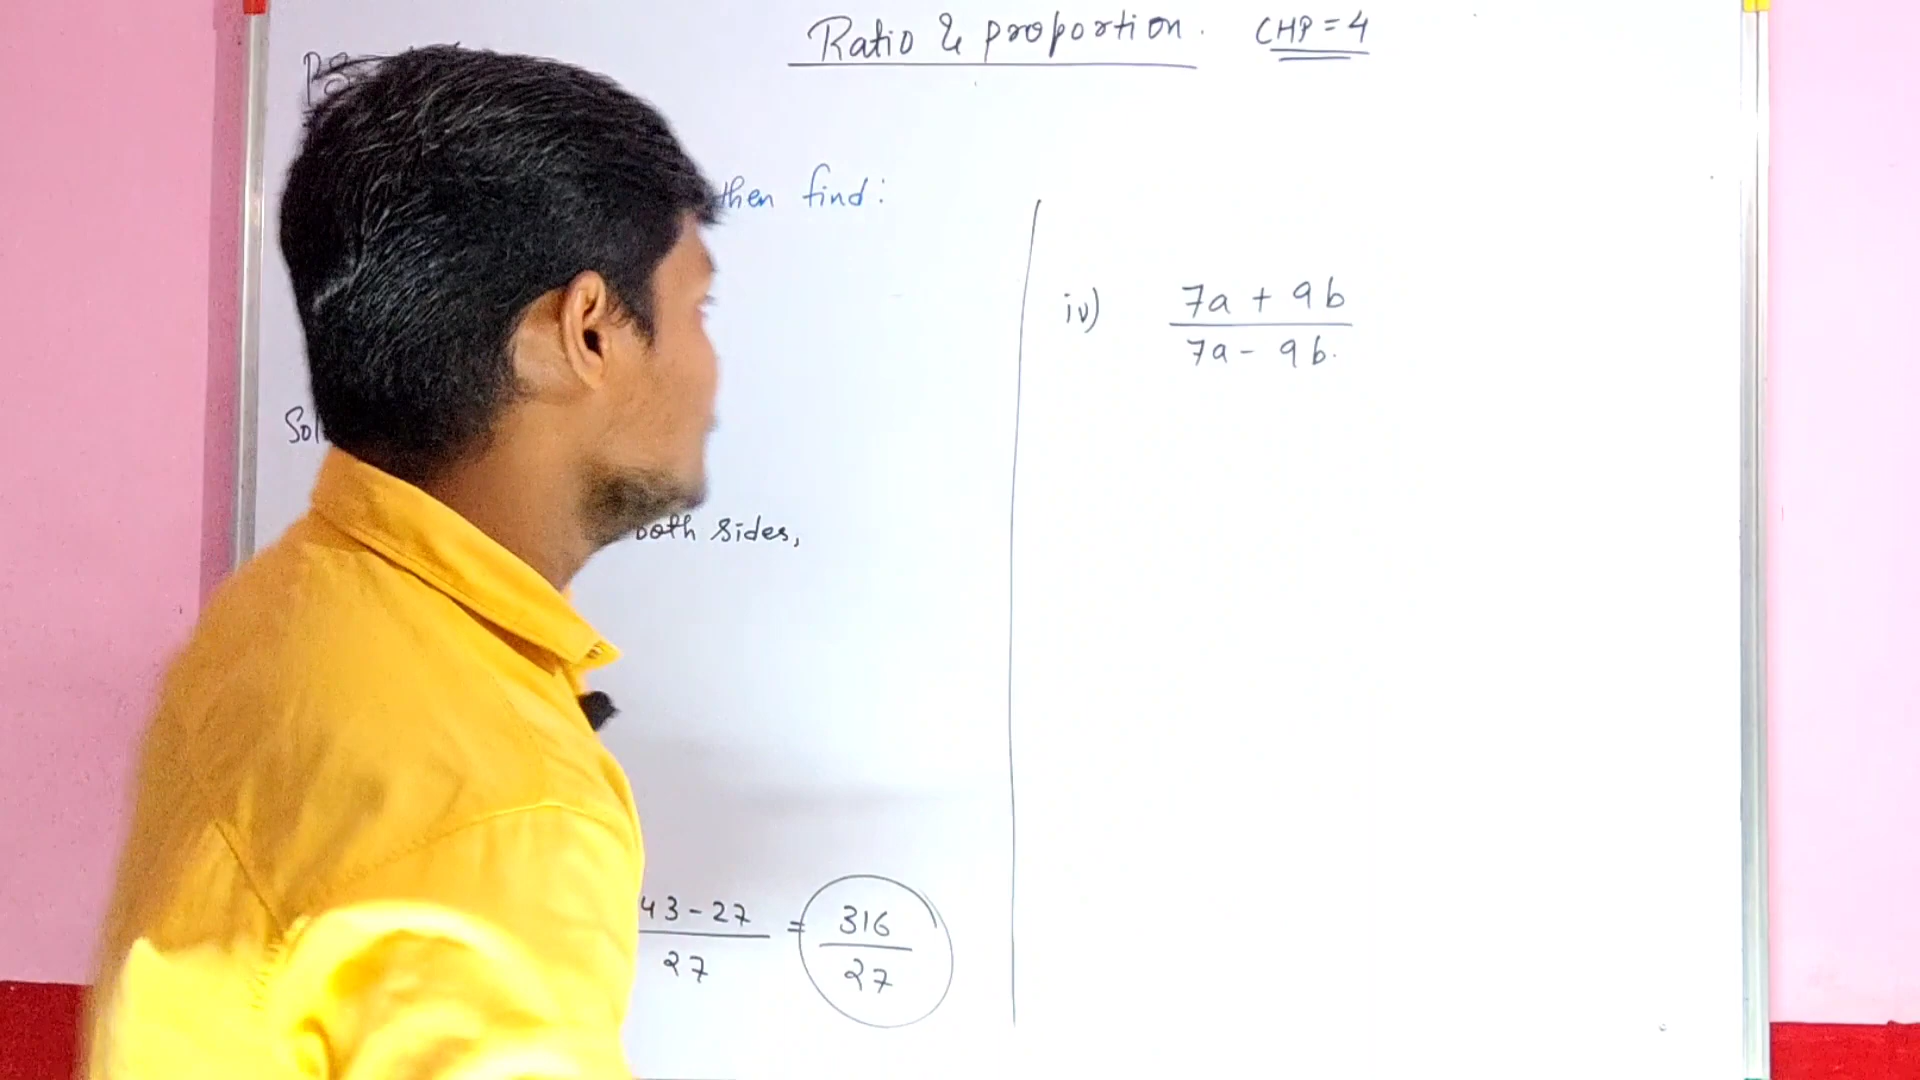 Ratio & proportion. CHP = 4
then find:
Sol
both sides,
43-27
27
=
316
27
iv)
7a + 9b
7a - 9b.